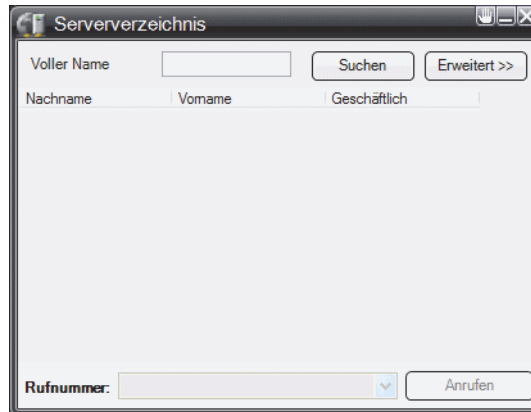 Serververzeichnis
Voller Name Suchen Erweitert >>
Nachname Vorname Geschäftlich
Rufnummer: Anrufen